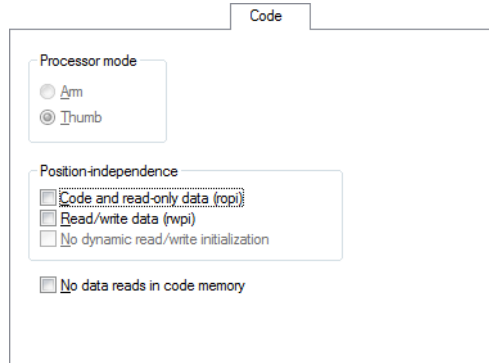 Code
Processor mode
Arm
Thumb
Position-independence
Code and read-only data (ropi)
Read/write data (rwpi)
No dynamic read/write initialization
No data reads in code memory